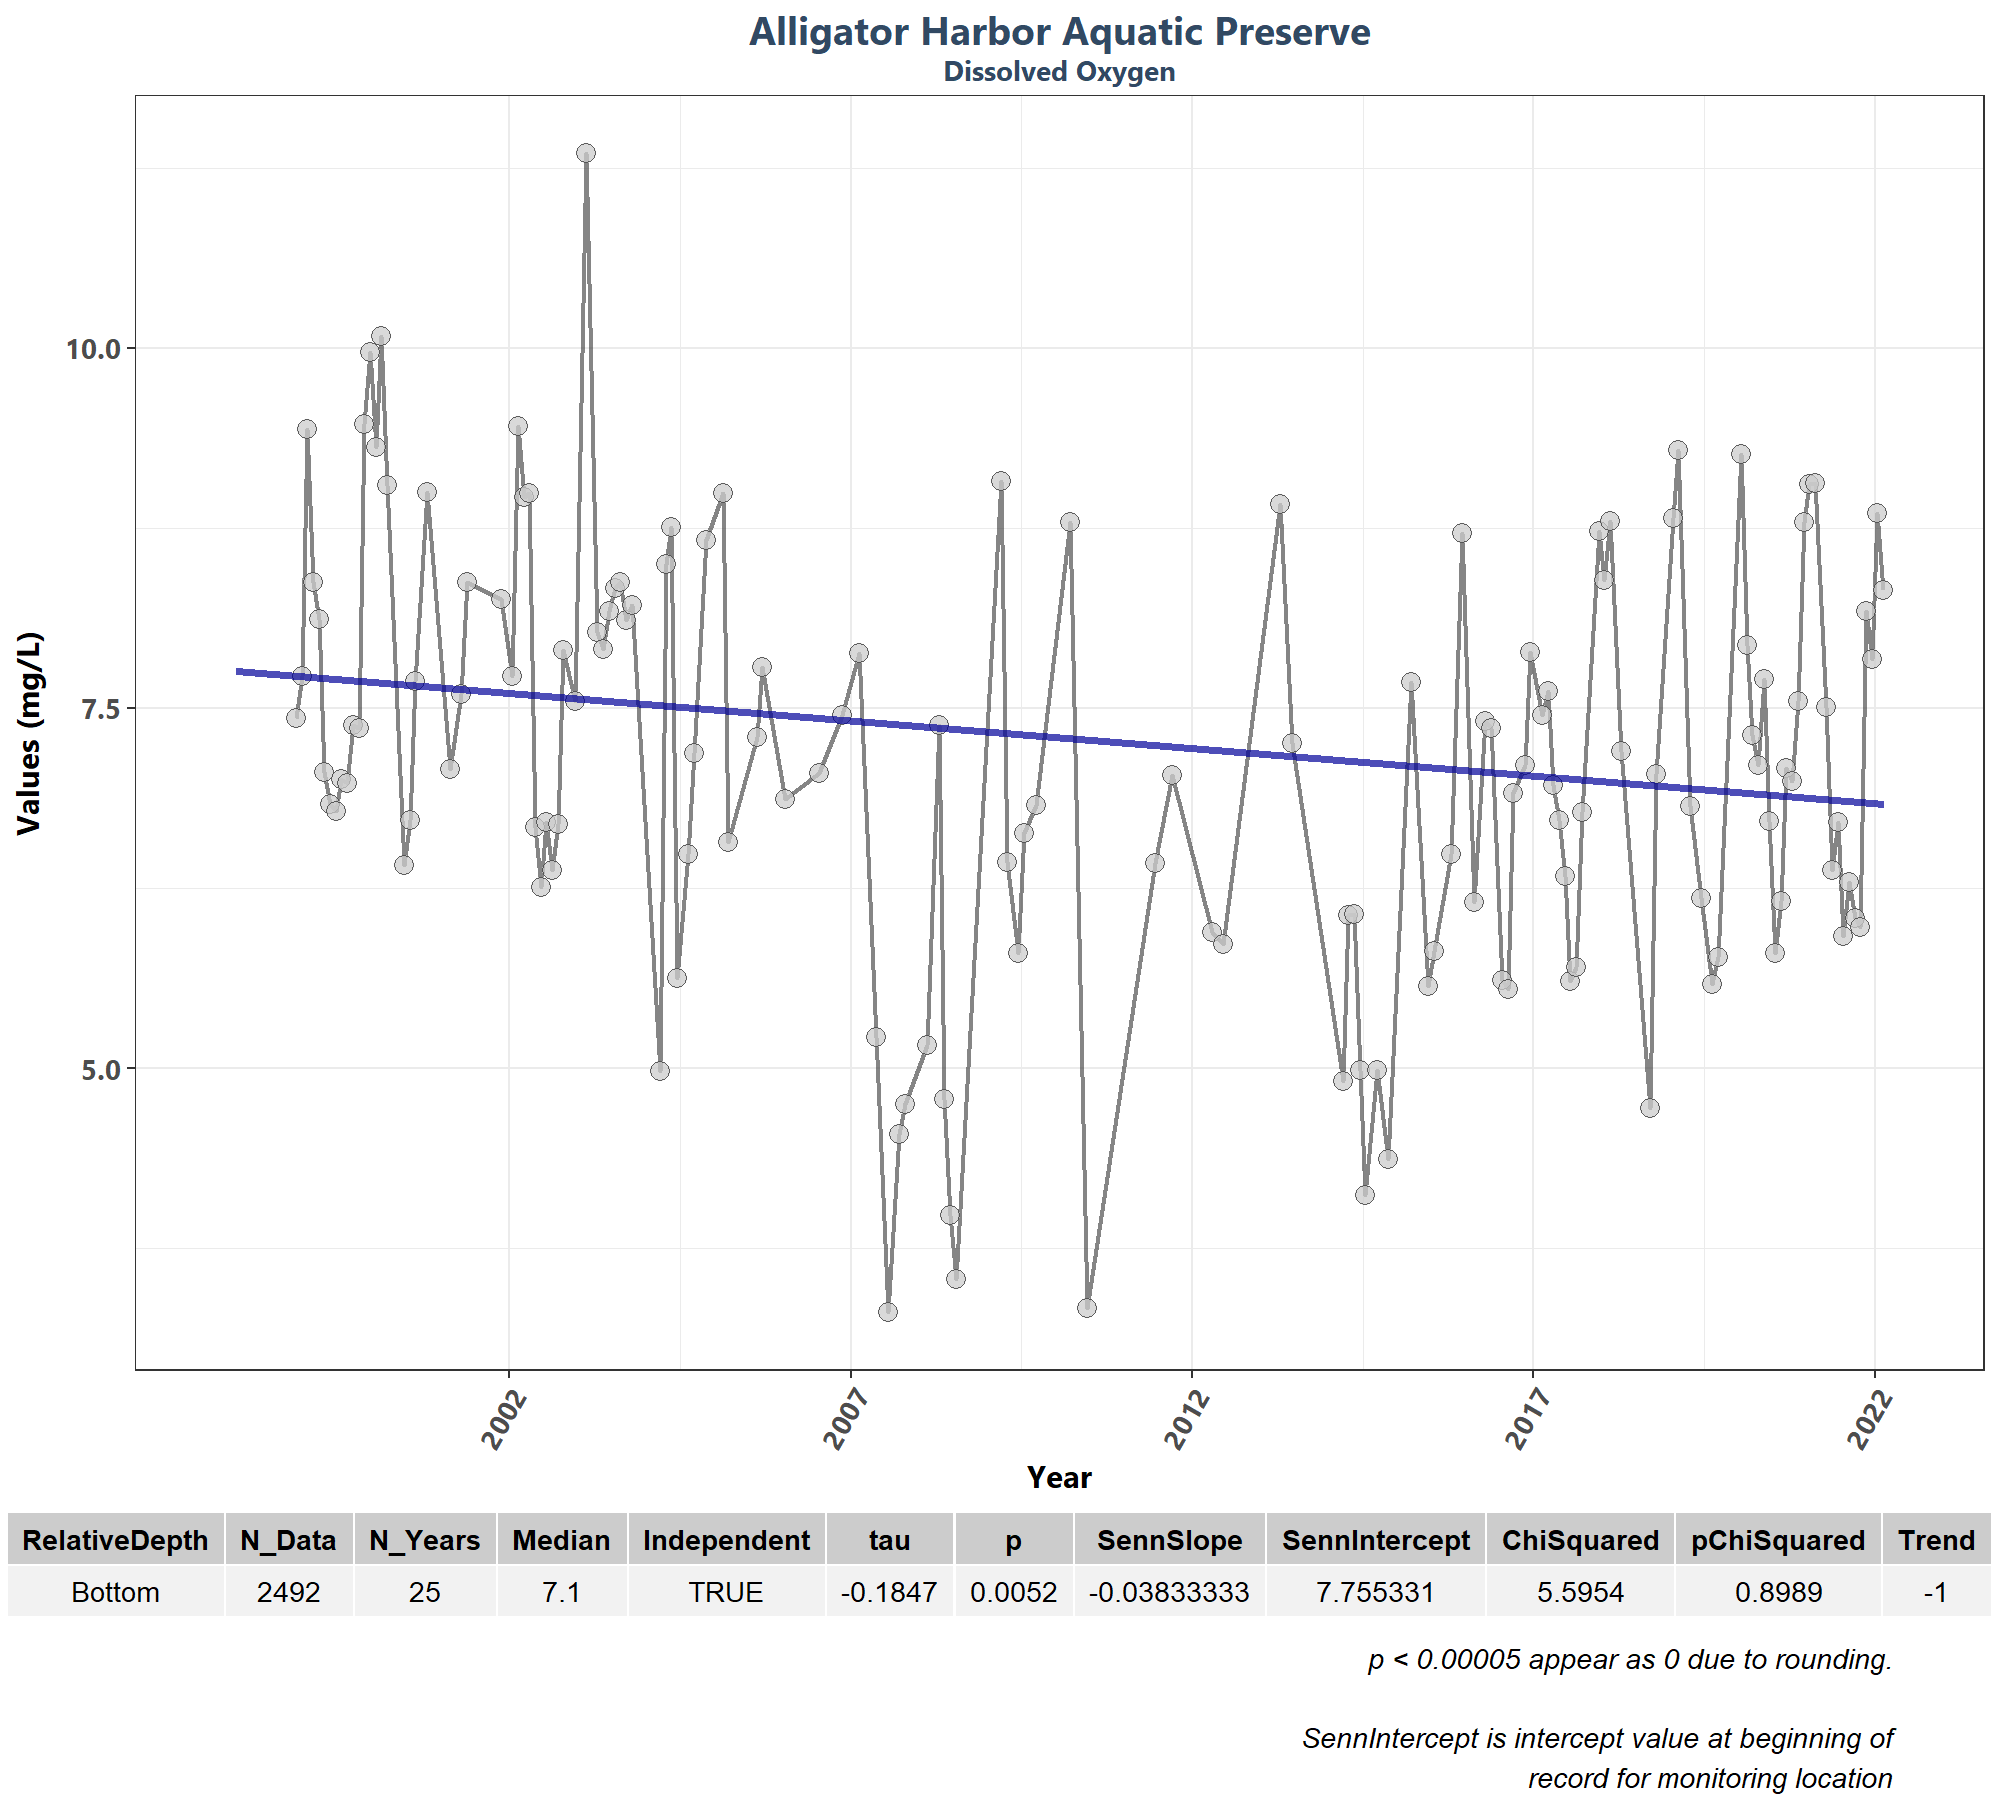 Alligator Harbor Aquatic Preserve
Dissolved Oxygen
Values (mg/L)
10.0
7.5
5.0
2002 2007 2012 2017 2022
Year
RelativeDepth N_Data N_Years Median Independent tau p SennSlope SennIntercept ChiSquared pChiSquared Trend
Bottom 2492 25 7.1 TRUE -0.1847 0.0052 -0.03833333 7.755331 5.5954 0.8989 -1
p < 0.00005 appear as 0 due to rounding.
SennIntercept is intercept value at beginning of
record for monitoring location